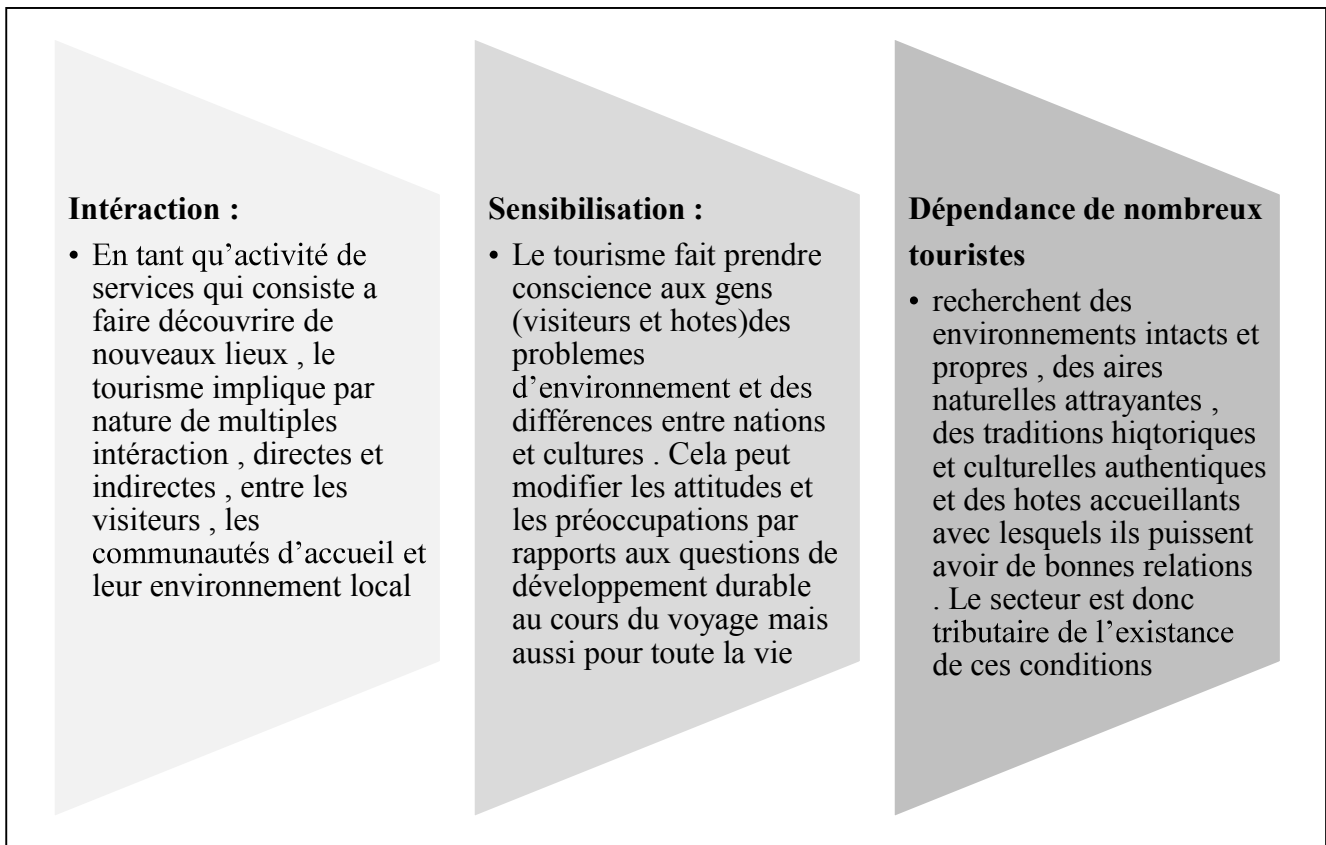 Intéraction :
• En tant qu’activité de
services qui consiste a
faire découvrire de
nouveaux lieux , le
tourisme implique par
nature de multiples
intéraction , directes et
indirectes , entre les
visiteurs , les
communautés d’accueil et
leur environnement local
Sensibilisation :
• Le tourisme fait prendre
conscience aux gens
(visiteurs et hotes)des
problemes
d’environnement et des
différences entre nations
et cultures . Cela peut
modifier les attitudes et
les préoccupations par
rapports aux questions de
développement durable
au cours du voyage mais
aussi pour toute la vie
Dépendance de nombreux
touristes
• recherchent des
environnements intacts et
propres , des aires
naturelles attrayantes ,
des traditions hiqtoriques
et culturelles authentiques
et des hotes accueillants
avec lesquels ils puissent
avoir de bonnes relations
. Le secteur est donc
tributaire de l’existance
de ces conditions